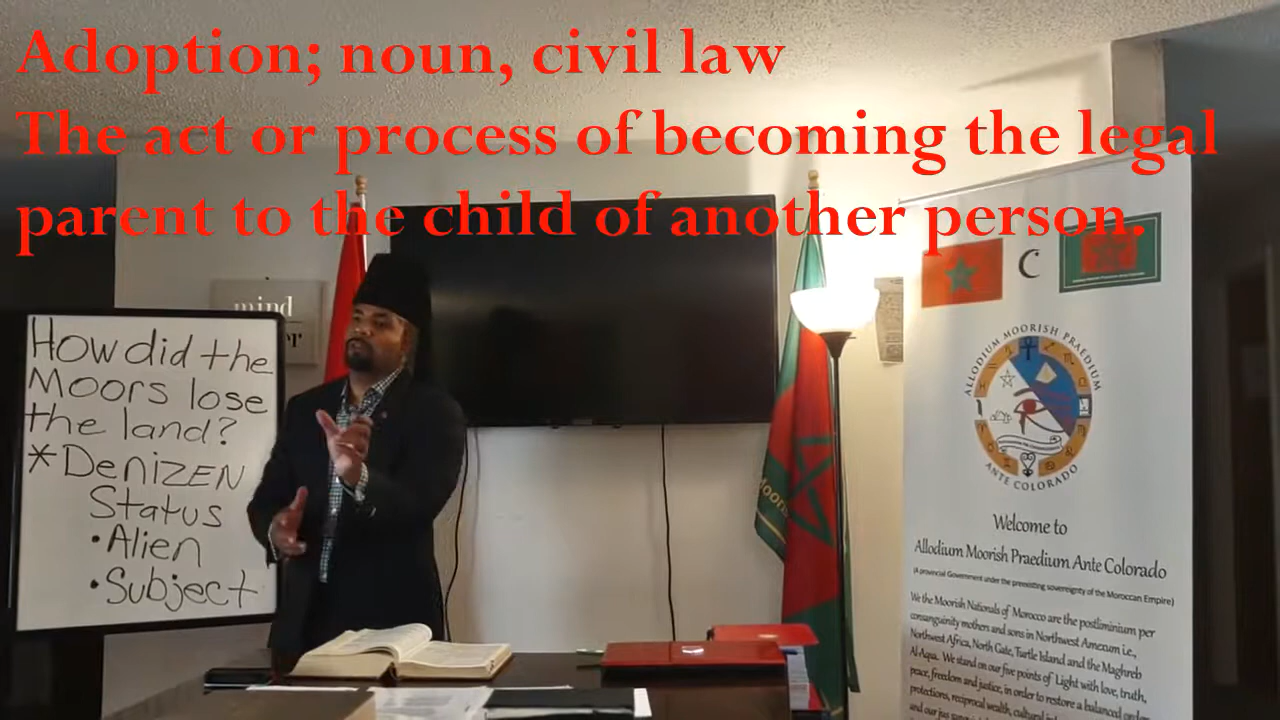 Adoption; noun, civil law
The act or process of becoming the legal
parent to the child of another person.
mind
How did the
Moors lose
the land?
*DenizEN
Status
•Alien
•Subject
ALLODIUM MOORISH PRAEDIUM
ANTE COLORADO
Welcome to
Allodium Moorish Praedium Ante Colorado
(A provincial Government under the preexisting sovereignty of the Moroccan Empire)
We the Moorish Nationals of Morocco are the postliminium per
consanguinity mothers and sons in Northwest Amexum i.e.,
Northwest Africa, North Gate, Turtle Island and the Maghreb
Al-Aqua. We stand on our five points of Light with love, truth,
peace, freedom and justice, in order to restore a balanced
protections, reciprocal wealth,